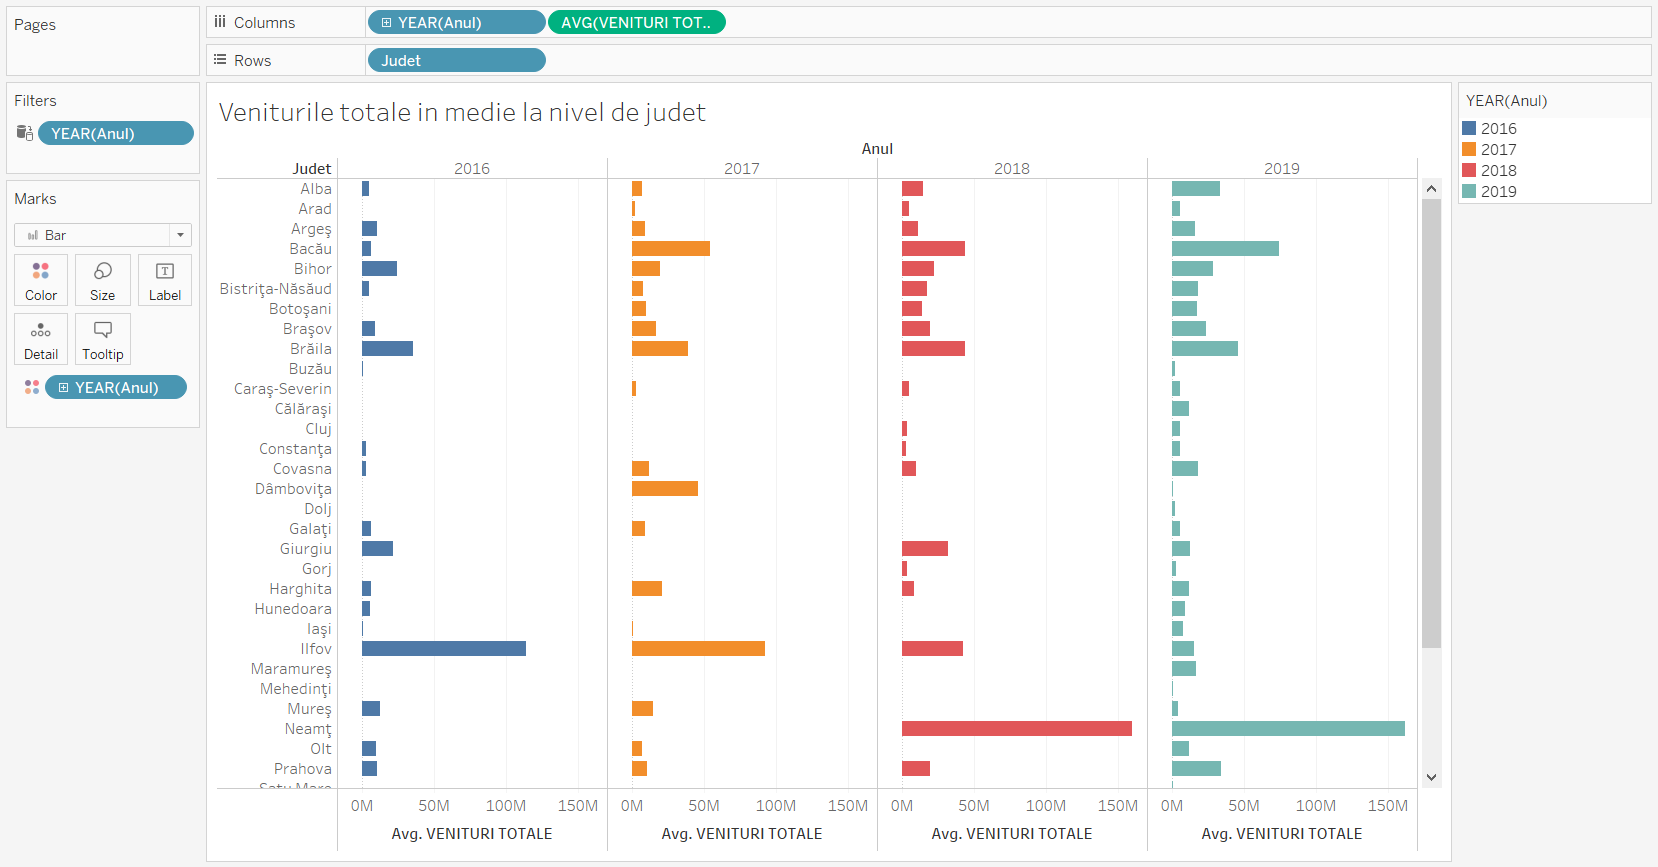 Pages
Columns
YEAR(Anul)
AVG(VENITURI TOT..
Rows
Judet
Filters
YEAR(Anul)
Marks
Bar
Color
Size
Label
Detail
Tooltip
YEAR(Anul)
Veniturile totale in medie la nivel de judet
Anul
Judet
2016
2017
2018
2019
Alba
Arad
Argeş
Bacău
Bihor
Bistriţa-Năsăud
Botoşani
Braşov
Brăila
Buzău
Caraş-Severin
Călăraşi
Cluj
Constanţa
Covasna
Dâmboviţa
Dolj
Galaţi
Giurgiu
Gorj
Harghita
Hunedoara
Iaşi
Ilfov
Maramureş
Mehedinţi
Mureş
Neamţ
Olt
Prahova
Satu Mare
0M 50M 100M 150M
0M 50M 100M 150M
0M 50M 100M 150M
0M 50M 100M 150M
Avg. VENITURI TOTALE
Avg. VENITURI TOTALE
Avg. VENITURI TOTALE
Avg. VENITURI TOTALE
YEAR(Anul)
2016
2017
2018
2019